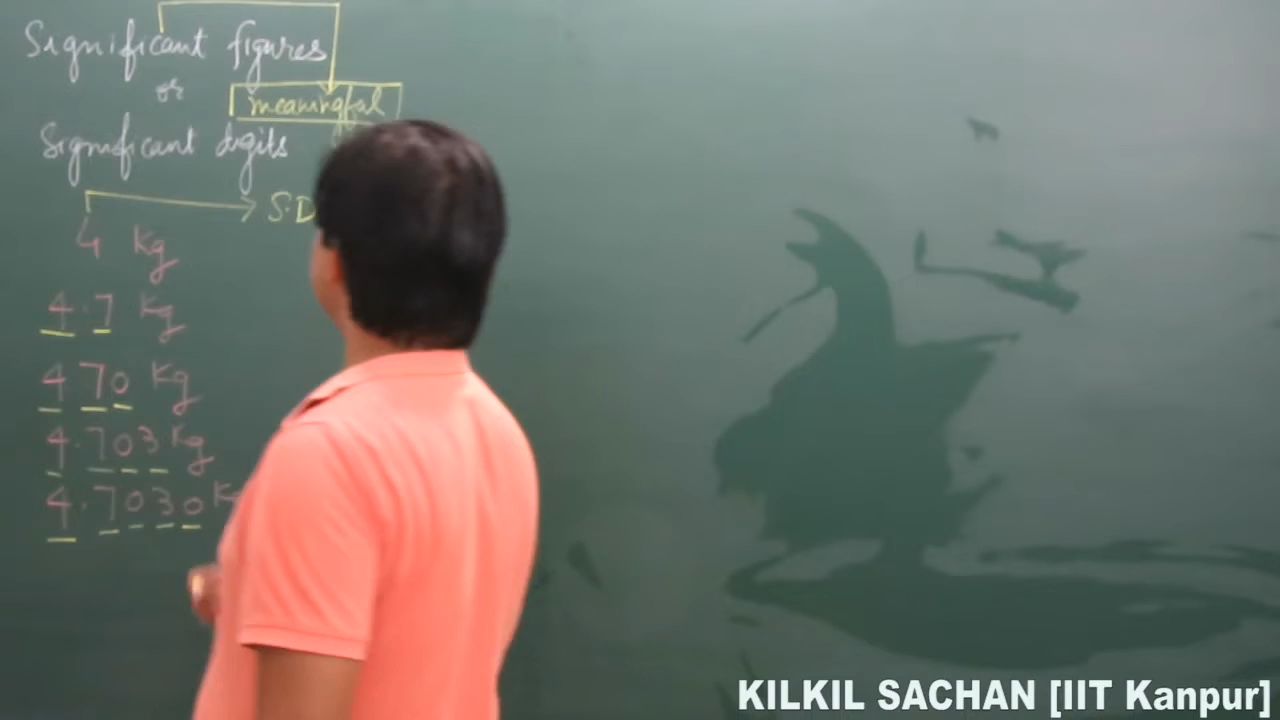 Significant figures
or
meaningful
Significant digits
S.D
4 Kg
4.7 Kg
4 70 Kg
4.703 Kg
4.7030 K
KILKIL SACHAN [IIT Kanpur]